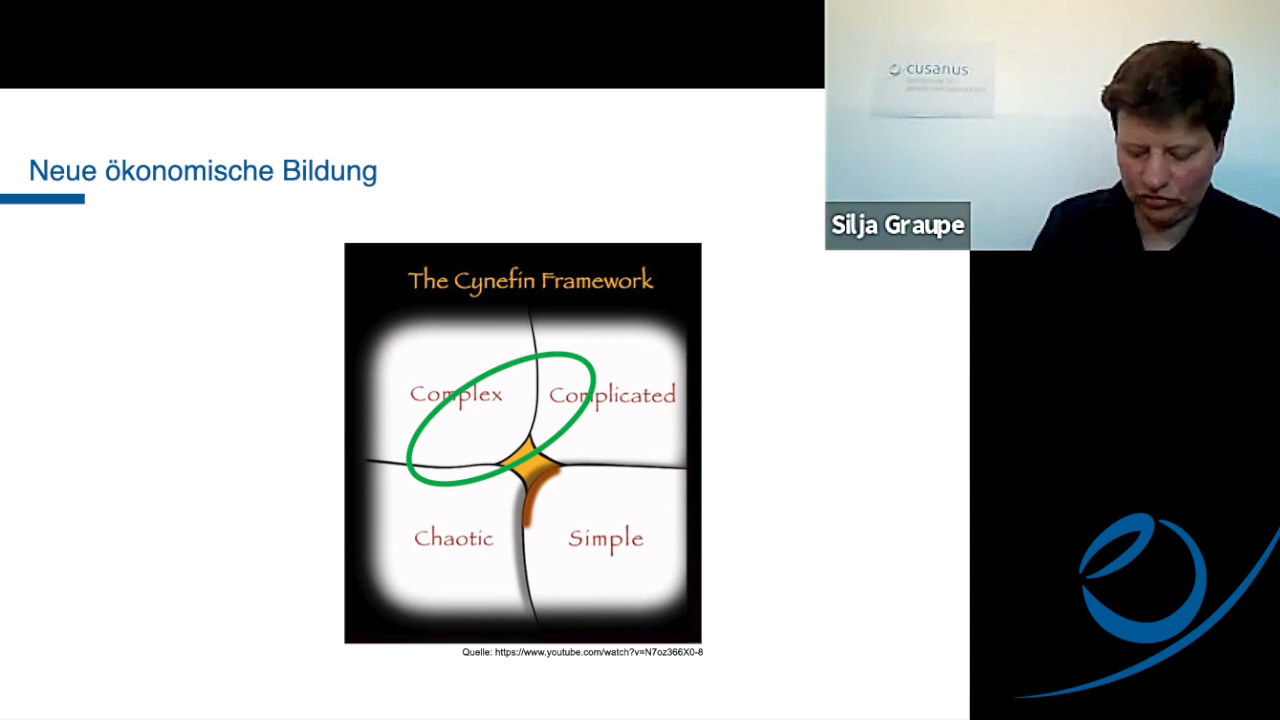 cusanus
Silja Graupe
Neue ökonomische Bildung
The Cynefin Framework
Complex
Complicated
Chaotic
Simple
Quelle: https://www.youtube.com/watch?v=N7oz366X0-8